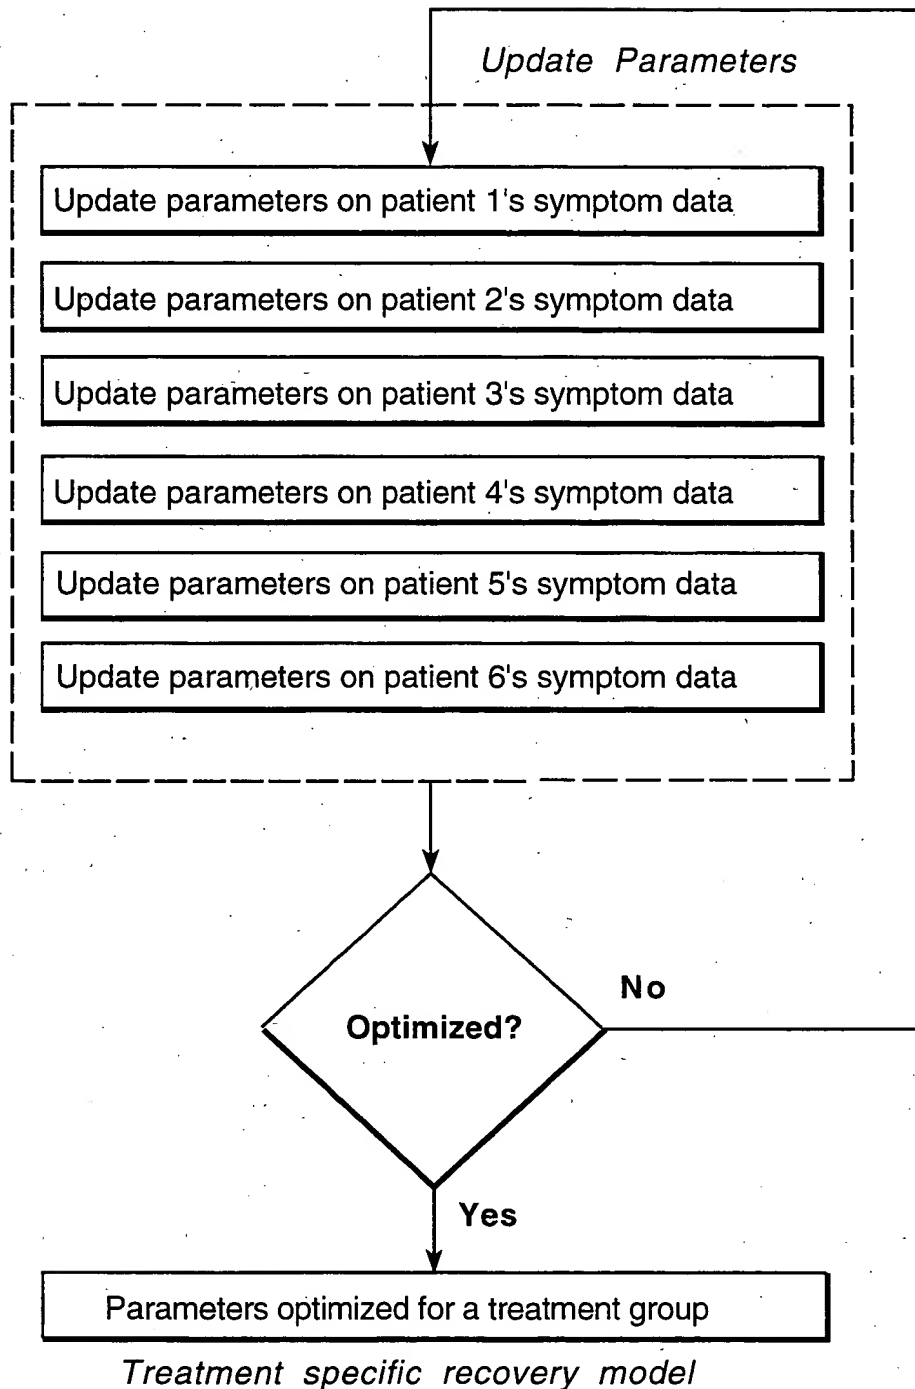 Update Parameters
Update parameters on patient 1's symptom data
Update parameters on patient 2's symptom data
Update parameters on patient 3's symptom data
Update parameters on patient 4's symptom data
Update parameters on patient 5's symptom data
Update parameters on patient 6's symptom data
No
Optimized?
Yes
Parameters optimized for a treatment group
Treatment specific recovery model